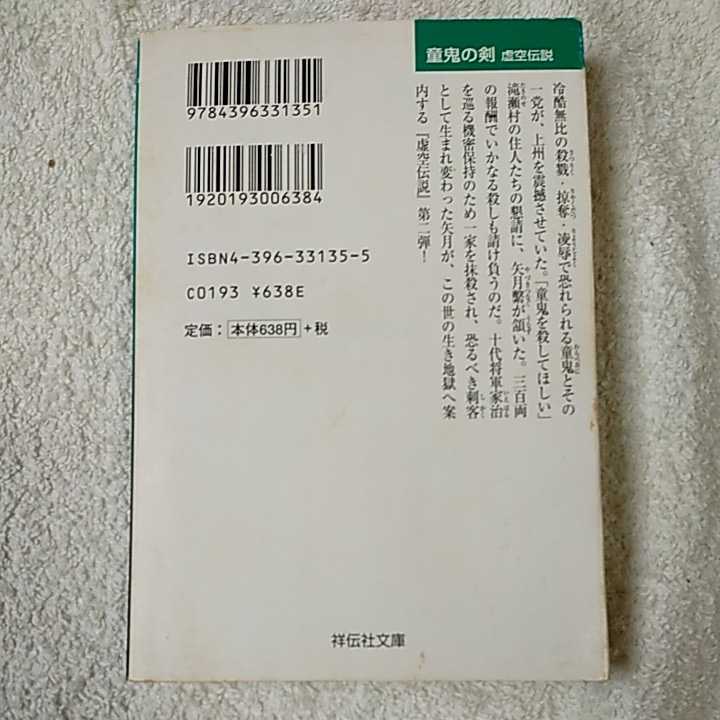 童鬼の剣 虚空伝説
冷酷無比の殺戮・掠奪・凌辱で恐れられる童鬼とその
一党が、上州を震撼させていた。「童鬼を殺してほしい」
滝瀬村の住人たちの懇請に、矢月繋が頷いた。三百両
の報酬でいかなる殺しも請け負うのだ。十代将軍家治
を巡る機密保持のため一家を抹殺され、恐るべき刺客
として生まれ変わった矢月が、この世の生き地獄へ案
内する『虚空伝説』第二弾！
9784396331351
1920193006384
ISBN4-396-33135-5
C0193 ¥638E
定価：本体638円+税
祥伝社文庫